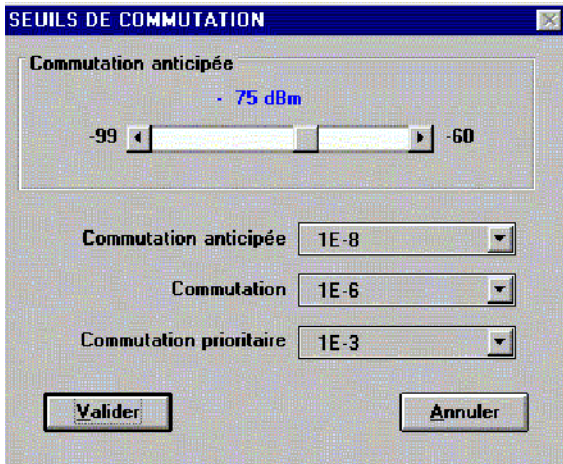 SEUILS DE COMMUTATION
Commutation anticipée
- 75 dBm
-99 -60
Commutation anticipée 1E-8
Commutation 1E-6
Commutation prioritaire 1E-3
Valider Annuler